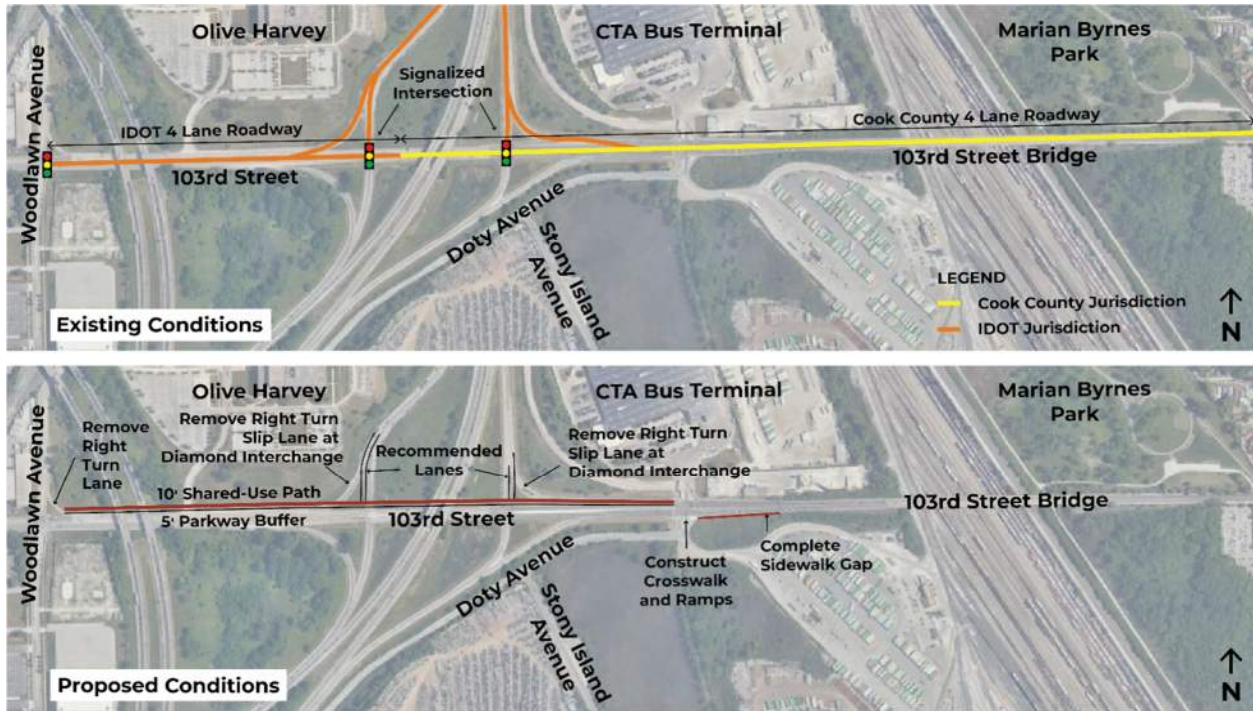 Woodlawn Avenue
Olive Harvey
CTA Bus Terminal
Marian Byrnes
Park
Signalized
Intersection
IDOT 4 Lane Roadway
Cook County 4 Lane Roadway
103rd Street
103rd Street Bridge
Doty Avenue
Stony Island
Avenue
LEGEND
Cook County Jurisdiction
IDOT Jurisdiction
N
Existing Conditions
Woodlawn Avenue
Olive Harvey
CTA Bus Terminal
Marian Byrnes
Park
Remove
Right
Turn
Lane
Remove Right Turn
Slip Lane at
Diamond Interchange
Recommended
Lanes
Remove Right Turn
Slip Lane at
Diamond Interchange
10' Shared-Use Path
5' Parkway Buffer
103rd Street
103rd Street Bridge
Doty Avenue
Stony Island
Avenue
Construct
Crosswalk
and Ramps
Complete
Sidewalk Gap
N
Proposed Conditions